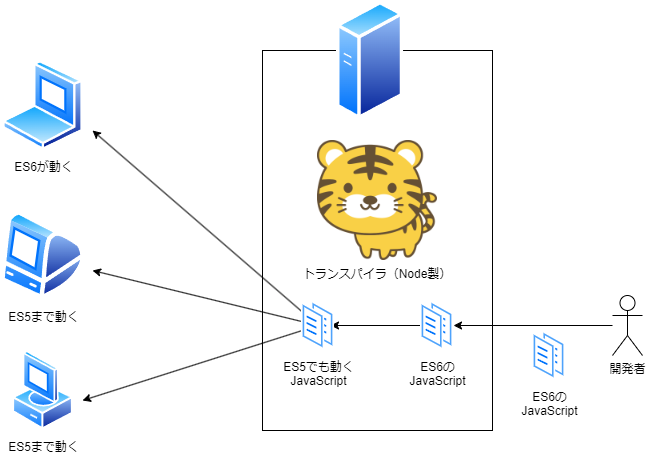 ES6が動く
トランスパイラ（Node製）
ES5まで動く
ES5でも動く
JavaScript
ES6の
JavaScript
ES6の
JavaScript
開発者
ES5まで動く